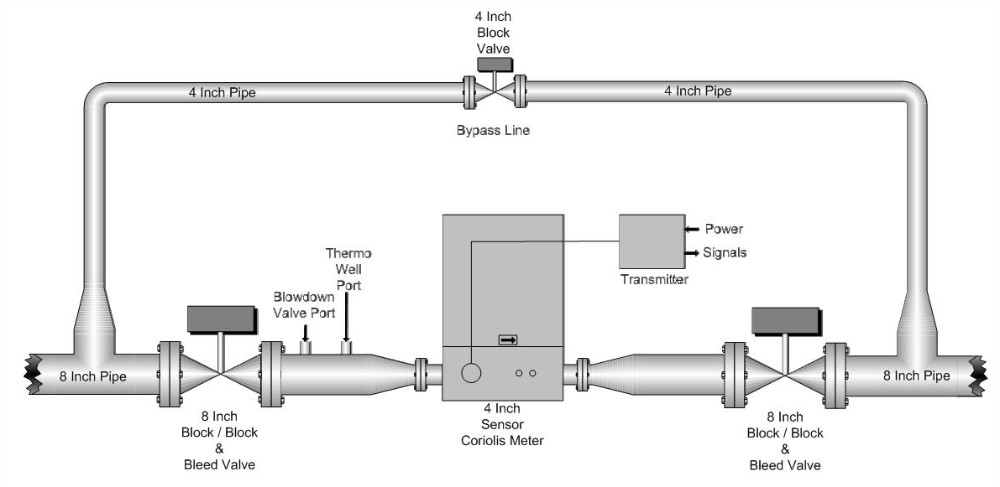 4 Inch
Block
Valve
4 Inch Pipe
4 Inch Pipe
Bypass Line
Power
Signals
Transmitter
Thermo
Well
Port
Blowdown
Valve Port
8 Inch Pipe
8 Inch Pipe
8 Inch
Block / Block
&
Bleed Valve
4 Inch
Sensor
Coriolis Meter
8 Inch
Block / Block
&
Bleed Valve